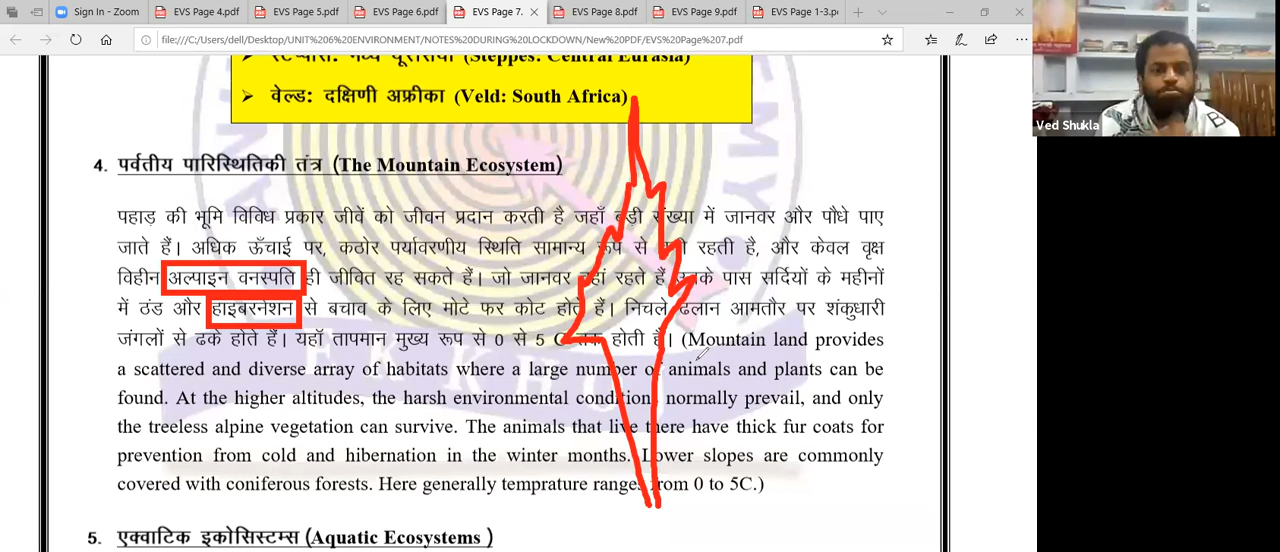 Sign In - Zoom
EVS Page 4.pdf
EVS Page 5.pdf
EVS Page 6.pdf
EVS Page 7.
EVS Page 8.pdf
EVS Page 9.pdf
EVS Page 1-3.p
file:///C:/Users/dell/Desktop/UNIT%206%20ENVIRONMENT/NOTES%20DURING%20LOCKDOWN/New%20PDF/EVS%20Page%207.pdf
Ved Shukla
(Steppes: Central Eurasia)
➢ वेल्ड: दक्षिणी अफ्रीका (Veld: South Africa)
4. पर्वतीय पारिस्थितिकी तंत्र (The Mountain Ecosystem)
पहाड़ की भूमि विविध प्रकार जीवें को जीवन प्रदान करती है जहाँ बड़ी संख्या में जानवर और पौधे पाए
जाते हैं। अधिक ऊँचाई पर, कठोर पर्यावरणीय स्थिति सामान्य रूप से रहती है, और केवल वृक्ष
विहीन अल्पाइन वनस्पति ही जीवित रह सकते हैं। जो जानवर वहां रहते हैं उनके पास सर्दियों के महीनों
में ठंड और हाइबरनेशन से बचाव के लिए मोटे फर कोट होते हैं। निचले ढलान आमतौर पर शंकुधारी
जंगलों से ढके होते हैं। यहाँ तापमान मुख्य रूप से 0 से 5 C तक होती है। (Mountain land provides
a scattered and diverse array of habitats where a large number of animals and plants can be
found. At the higher altitudes, the harsh environmental conditions normally prevail, and only
the treeless alpine vegetation can survive. The animals that live there have thick fur coats for
prevention from cold and hibernation in the winter months. Lower slopes are commonly
covered with coniferous forests. Here generally temprature ranges from 0 to 5C.)
5. एक्वाटिक इकोसिस्टम्स (Aquatic Ecosystems )